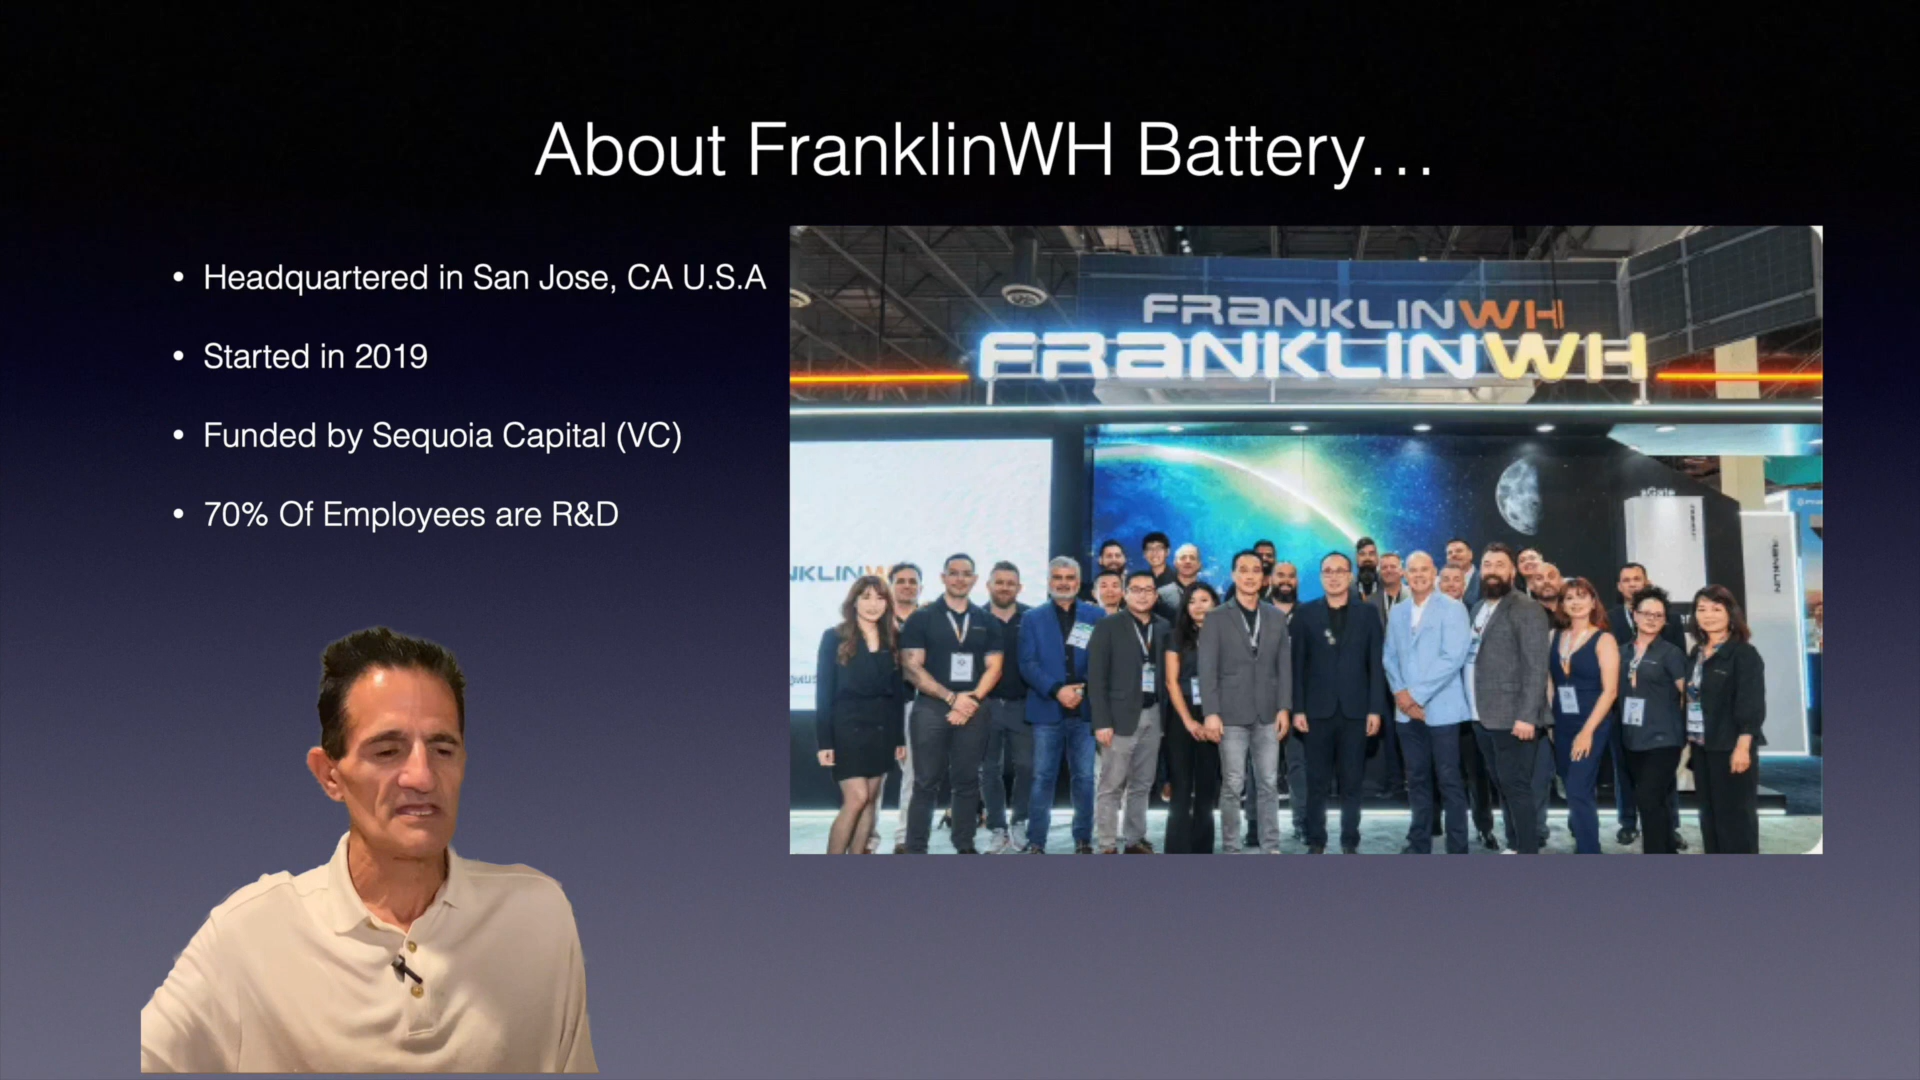 About FranklinWH Battery...
• Headquartered in San Jose, CA U.S.A
• Started in 2019
• Funded by Sequoia Capital (VC)
• 70% Of Employees are R&D
FRANKLINWH
FRANKLINWH
NKLINW